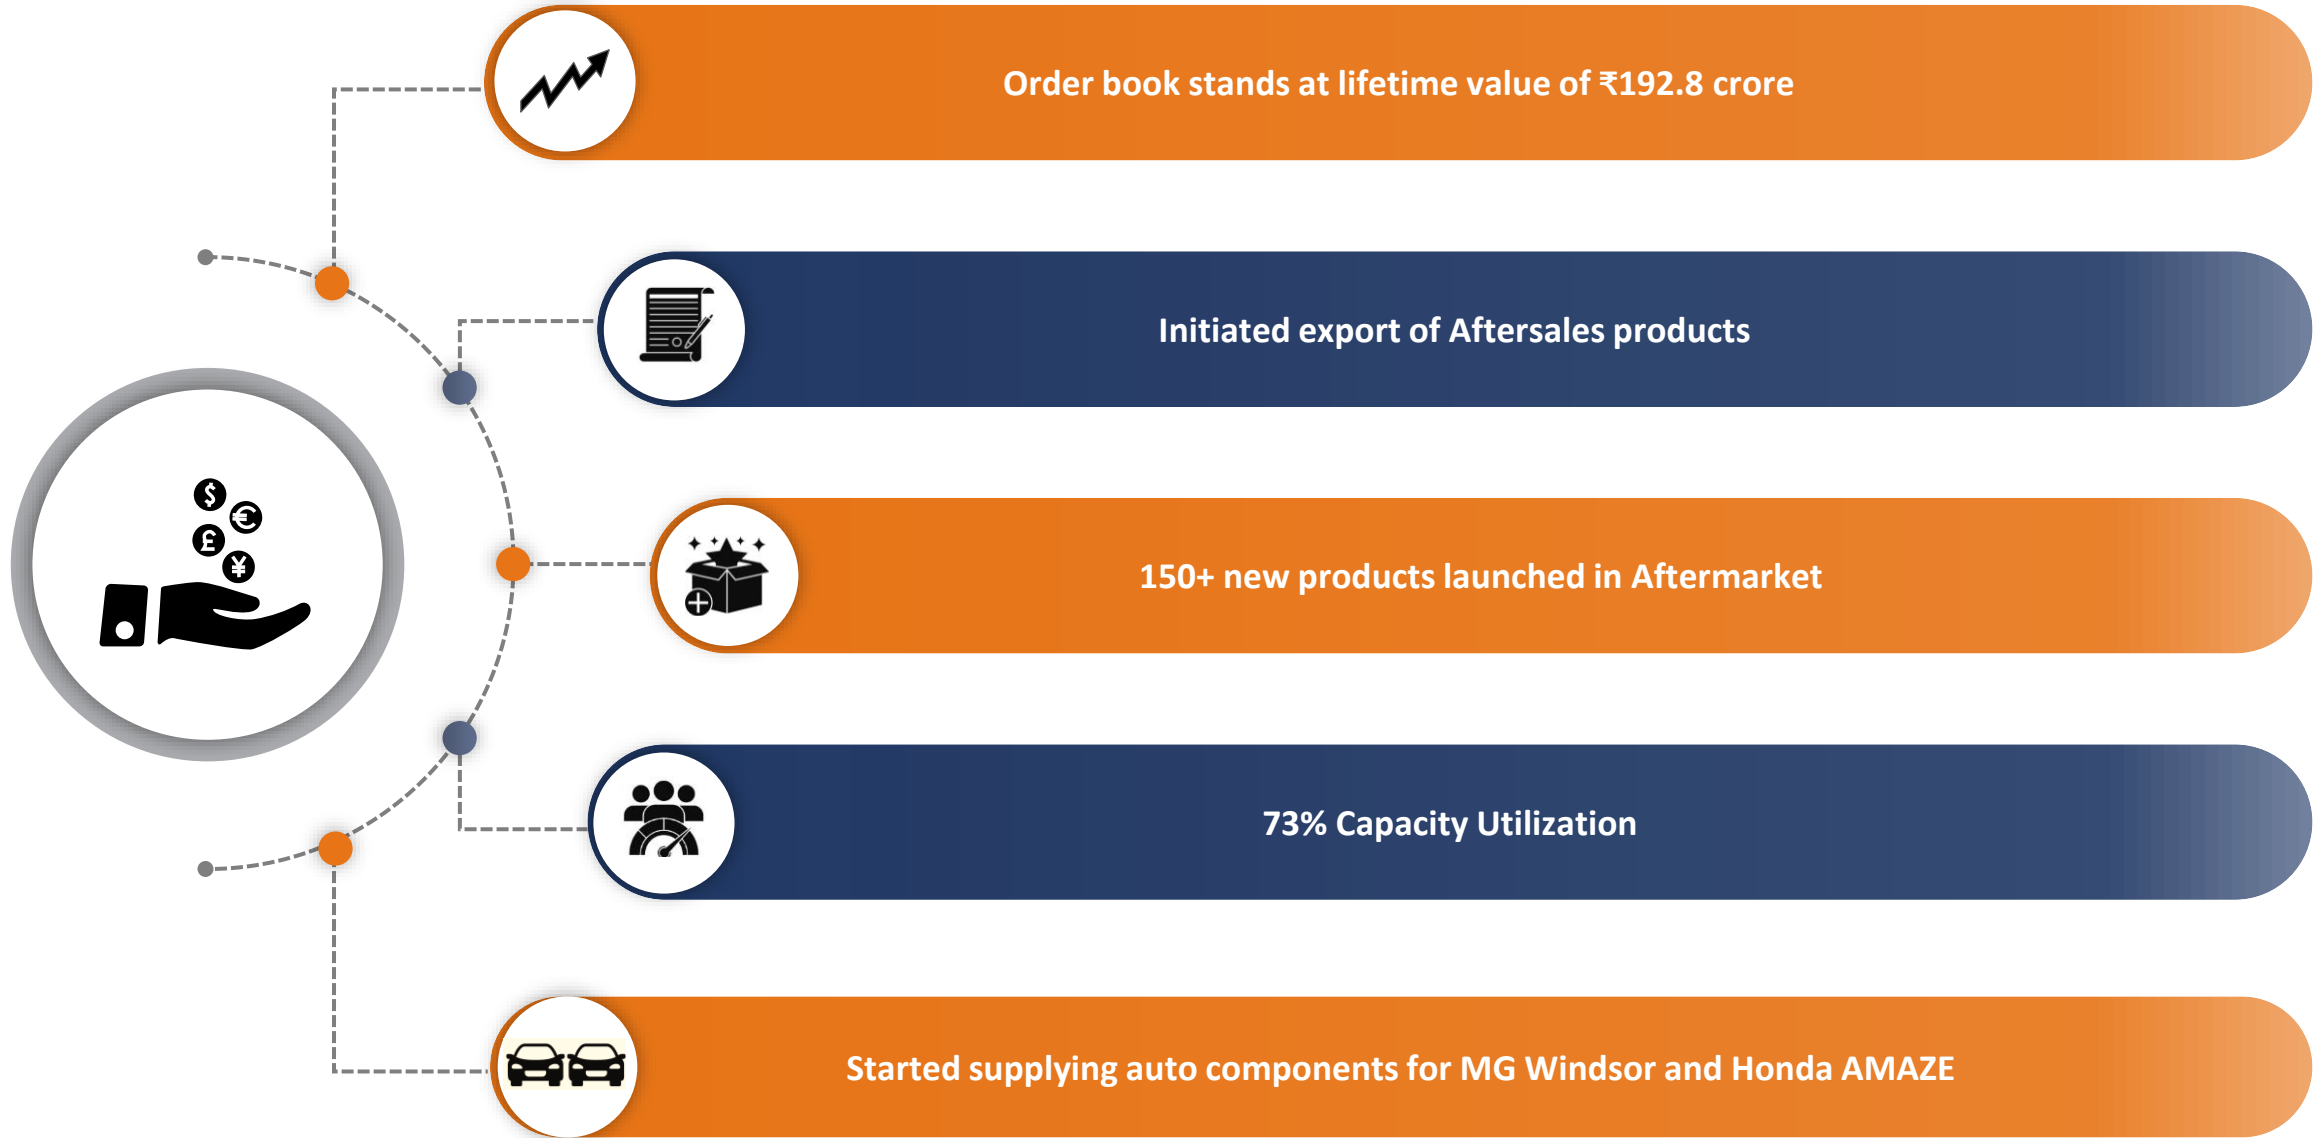 Order book stands at lifetime value of ₹192.8 crore
Initiated export of Aftersales products
$
€
£
¥
150+ new products launched in Aftermarket
73% Capacity Utilization
Started supplying auto components for MG Windsor and Honda AMAZE